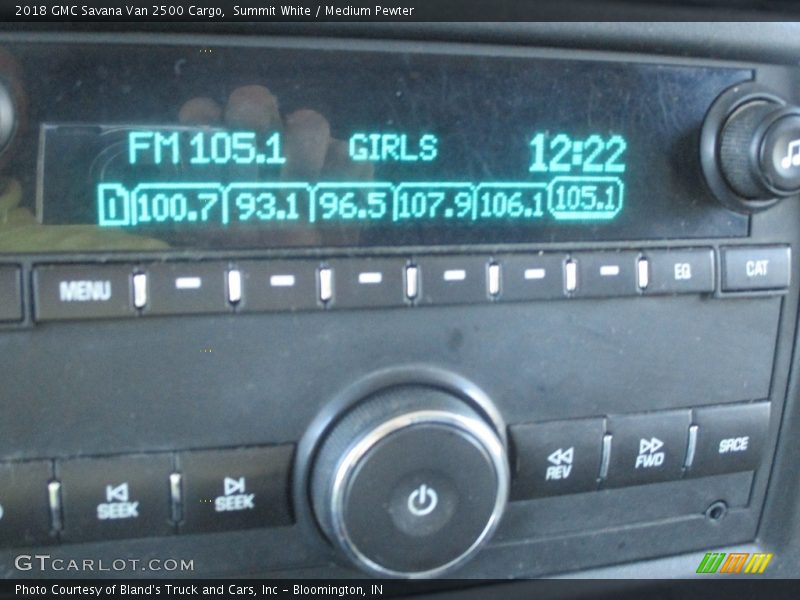 2018 GMC Savana Van 2500 Cargo,  Summit White / Medium Pewter
FM 105.1 GIRLS 12:22
1 100.7 93.1 96.5 107.9 106.1 105.1
MENU EQ CAT
SEEK SEEK REV FWD SRCE
GTCARLOT.COM
Photo Courtesy of Bland's Truck and Cars, Inc - Bloomington, IN